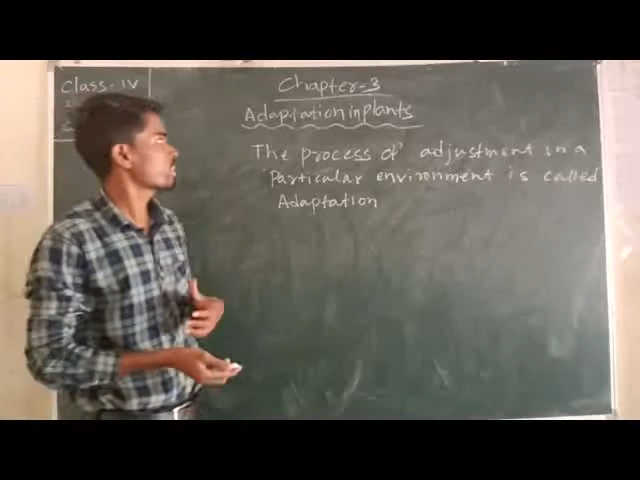 Class-IV
Chapter-3
Adaptation in plants
The process of adjustment in a
particular environment is called
Adaptation